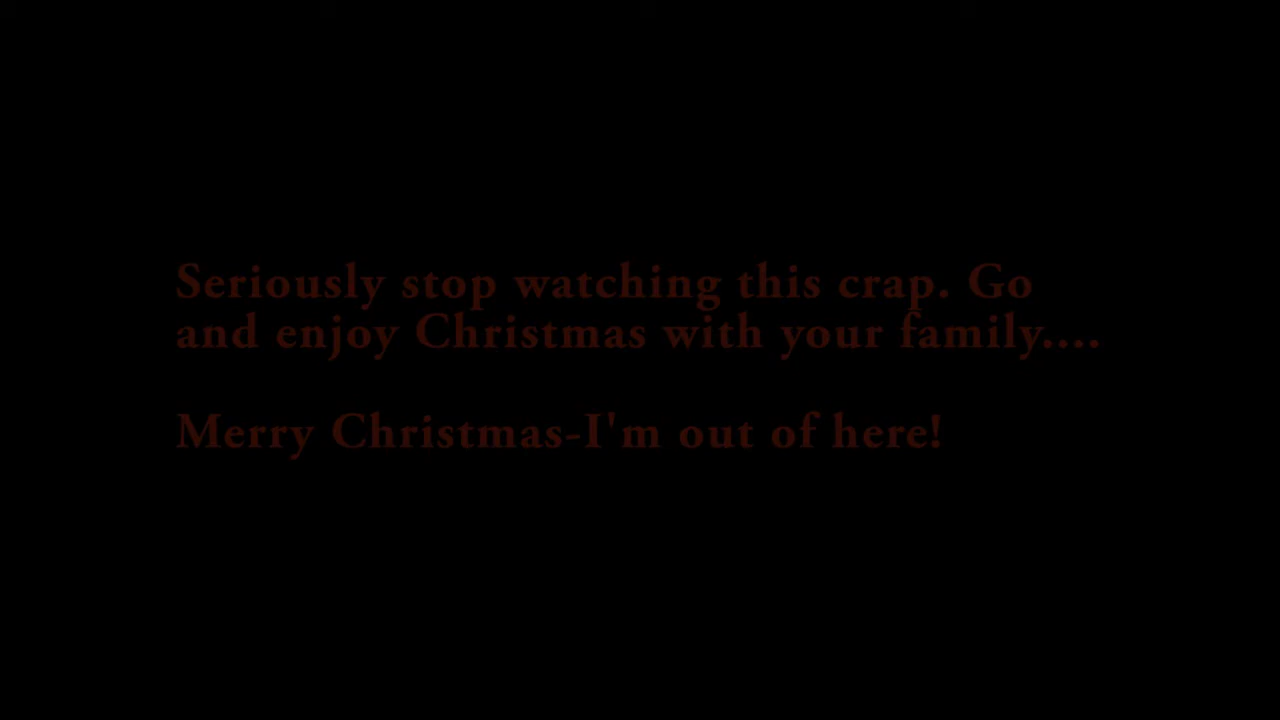 Seriously stop watching this crap. Go
and enjoy Christmas with your family....
Merry Christmas-I'm out of here!